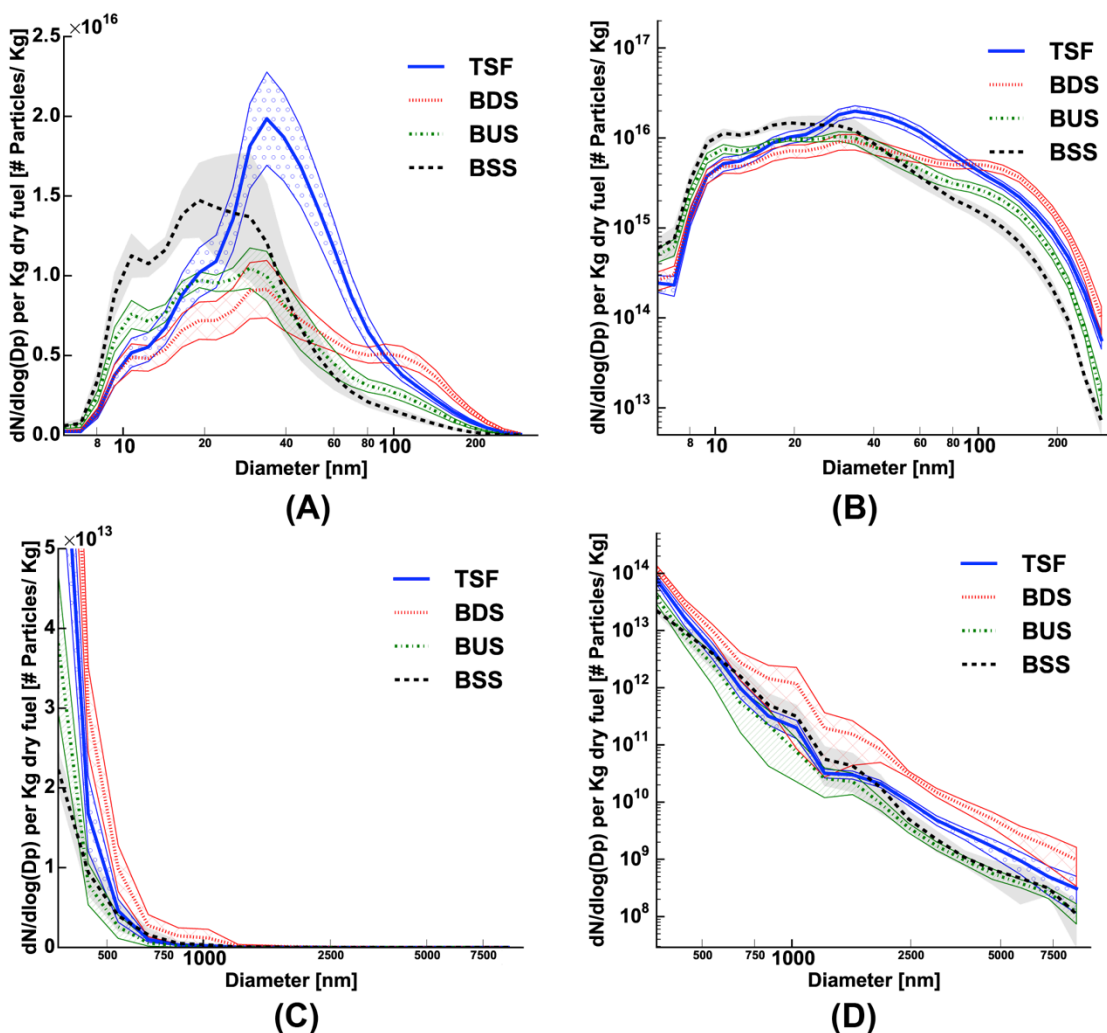 ×10^16
2.5
2.0
1.5
1.0
0.5
0.0
dN/dlog(Dp) per Kg dry fuel [# Particles/ Kg]
TSF
BDS
BUS
BSS
8
10
20
40
60
80
100
200
Diameter [nm]
(A)
10^17
10^16
10^15
10^14
10^13
dN/dlog(Dp) per Kg dry fuel [# Particles/ Kg]
TSF
BDS
BUS
BSS
8
10
20
40
60
80
100
200
Diameter [nm]
(B)
×10^13
5
4
3
2
1
0
dN/dlog(Dp) per Kg dry fuel [# Particles/ Kg]
TSF
BDS
BUS
BSS
500
750
1000
2500
5000
7500
Diameter [nm]
(C)
10^14
10^13
10^12
10^11
10^10
10^9
10^8
dN/dlog(Dp) per Kg dry fuel [# Particles/ Kg]
TSF
BDS
BUS
BSS
500
750
1000
2500
5000
7500
Diameter [nm]
(D)